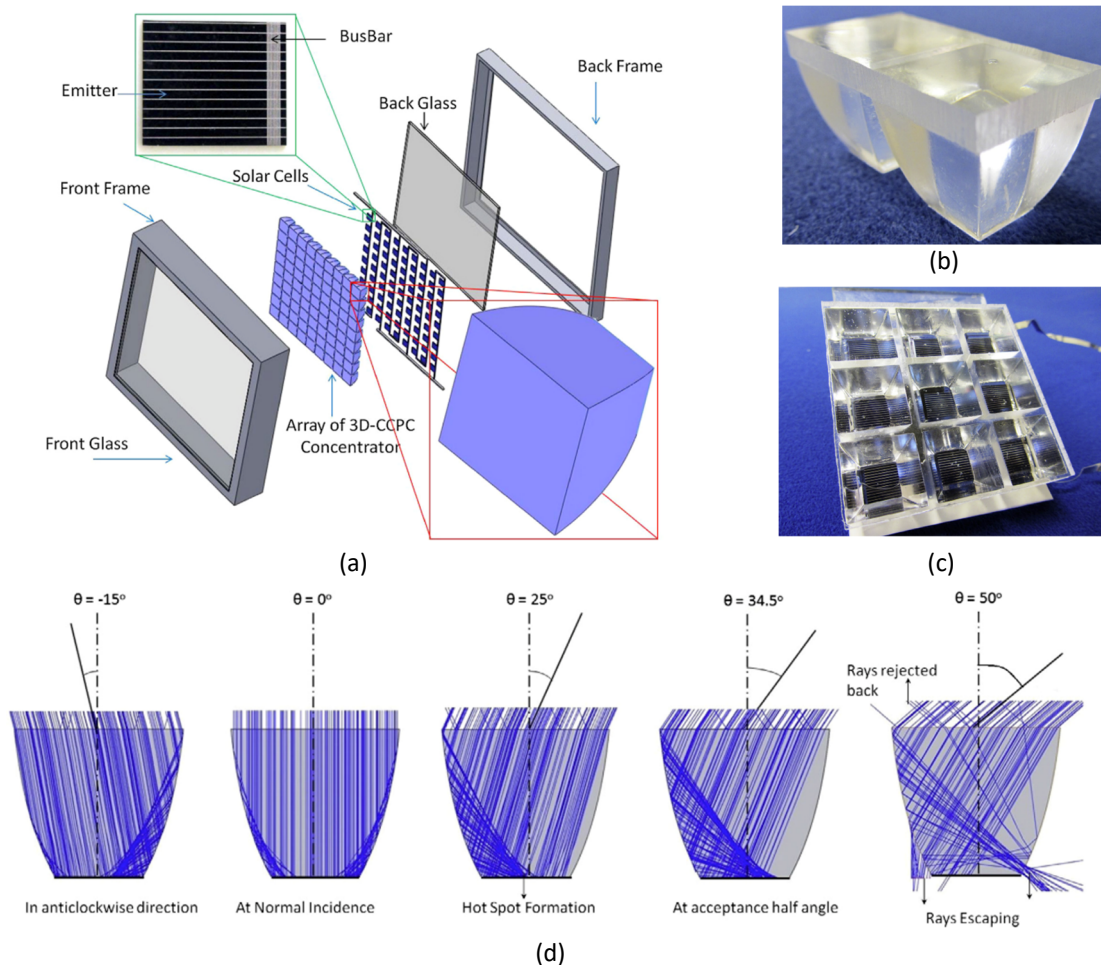 BusBar
Emitter
Back Frame
Back Glass
Solar Cells
Front Frame
Array of 3D-CCPC
Concentrator
Front Glass
(a)
(b)
(c)
θ = -15°
θ = 0°
θ = 25°
θ = 34.5°
θ = 50°
Rays rejected
back
In anticlockwise direction
At Normal Incidence
Hot Spot Formation
At acceptance half angle
Rays Escaping
(d)